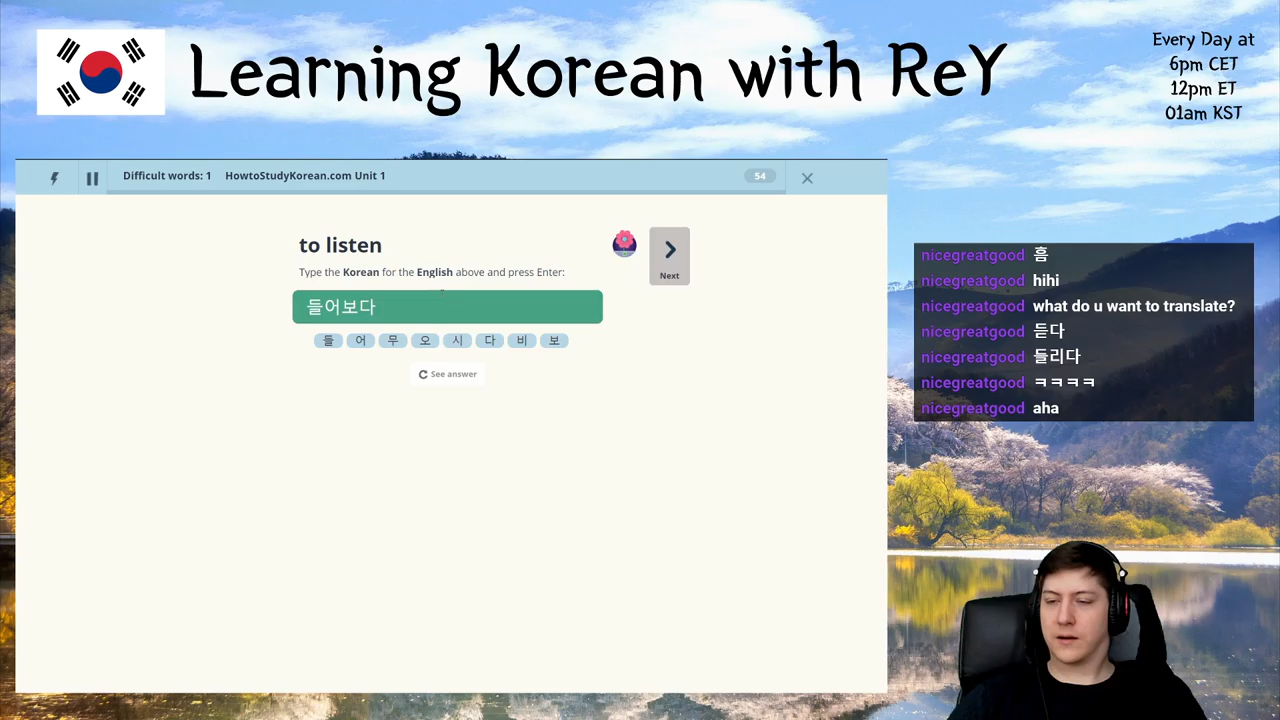 Learning Korean with ReY
Every Day at
6pm CET
12pm ET
01am KST
Difficult words: 1 HowtoStudyKorean.com Unit 1
54
to listen
Type the Korean for the English above and press Enter:
Next
들어보다
들 어 무 오 시 다 비 보
See answer
nicegreatgood 흠
nicegreatgood hihi
nicegreatgood what do u want to translate?
nicegreatgood 듣다
nicegreatgood 들리다
nicegreatgood ㅋㅋㅋㅋ
nicegreatgood aha